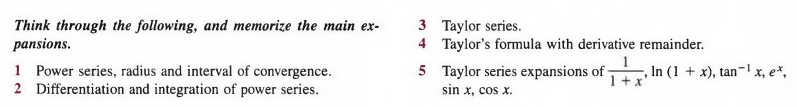 Think through the following, and memorize the main ex-
pansions.
1 Power series, radius and interval of convergence.
2 Differentiation and integration of power series.
3 Taylor series.
4 Taylor's formula with derivative remainder.
5 Taylor series expansions of 1/(1 + x), ln (1 + x), tan⁻¹ x, eˣ,
sin x, cos x.